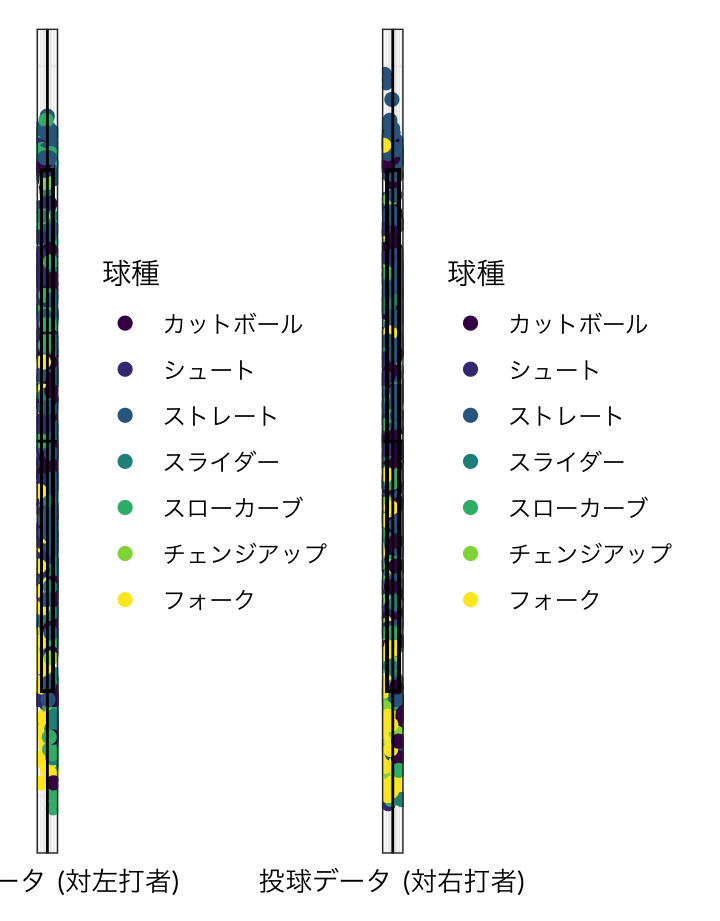 球種
カットボール
シュート
ストレート
スライダー
スローカーブ
チェンジアップ
フォーク
ータ (対左打者)
球種
カットボール
シュート
ストレート
スライダー
スローカーブ
チェンジアップ
フォーク
投球データ (対右打者)